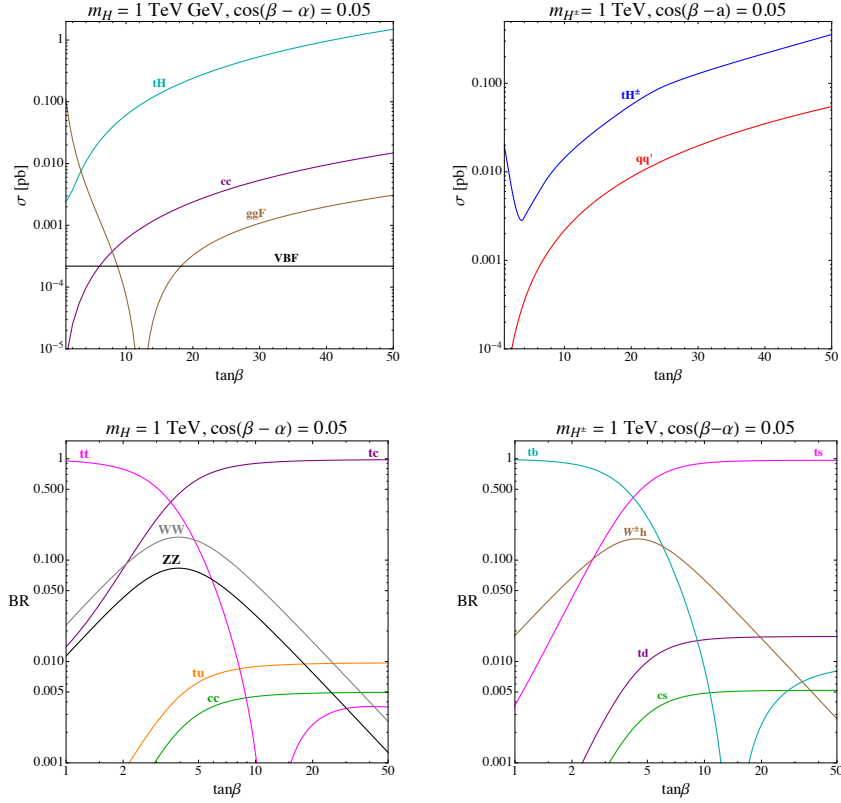 m_H = 1 TeV GeV, cos(β − α) = 0.05
1
0.100
0.010
0.001
10⁻⁴
10⁻⁵
σ [pb]
tH
cc
ggF
VBF
10 20 30 40 50
tanβ
m_H± = 1 TeV, cos(β−a) = 0.05
0.100
0.010
0.001
10⁻⁴
σ [pb]
tH±
qq'
10 20 30 40 50
tanβ
m_H = 1 TeV, cos(β − α) = 0.05
1
0.500
0.100
0.050
0.010
0.005
0.001
BR
tt
tc
WW
ZZ
tu
cc
1 2 5 10 20 50
tanβ
m_H± = 1 TeV, cos(β−α) = 0.05
1
0.500
0.100
0.050
0.010
0.005
0.001
BR
tb
ts
W±h
td
cs
1 2 5 10 20 50
tanβ